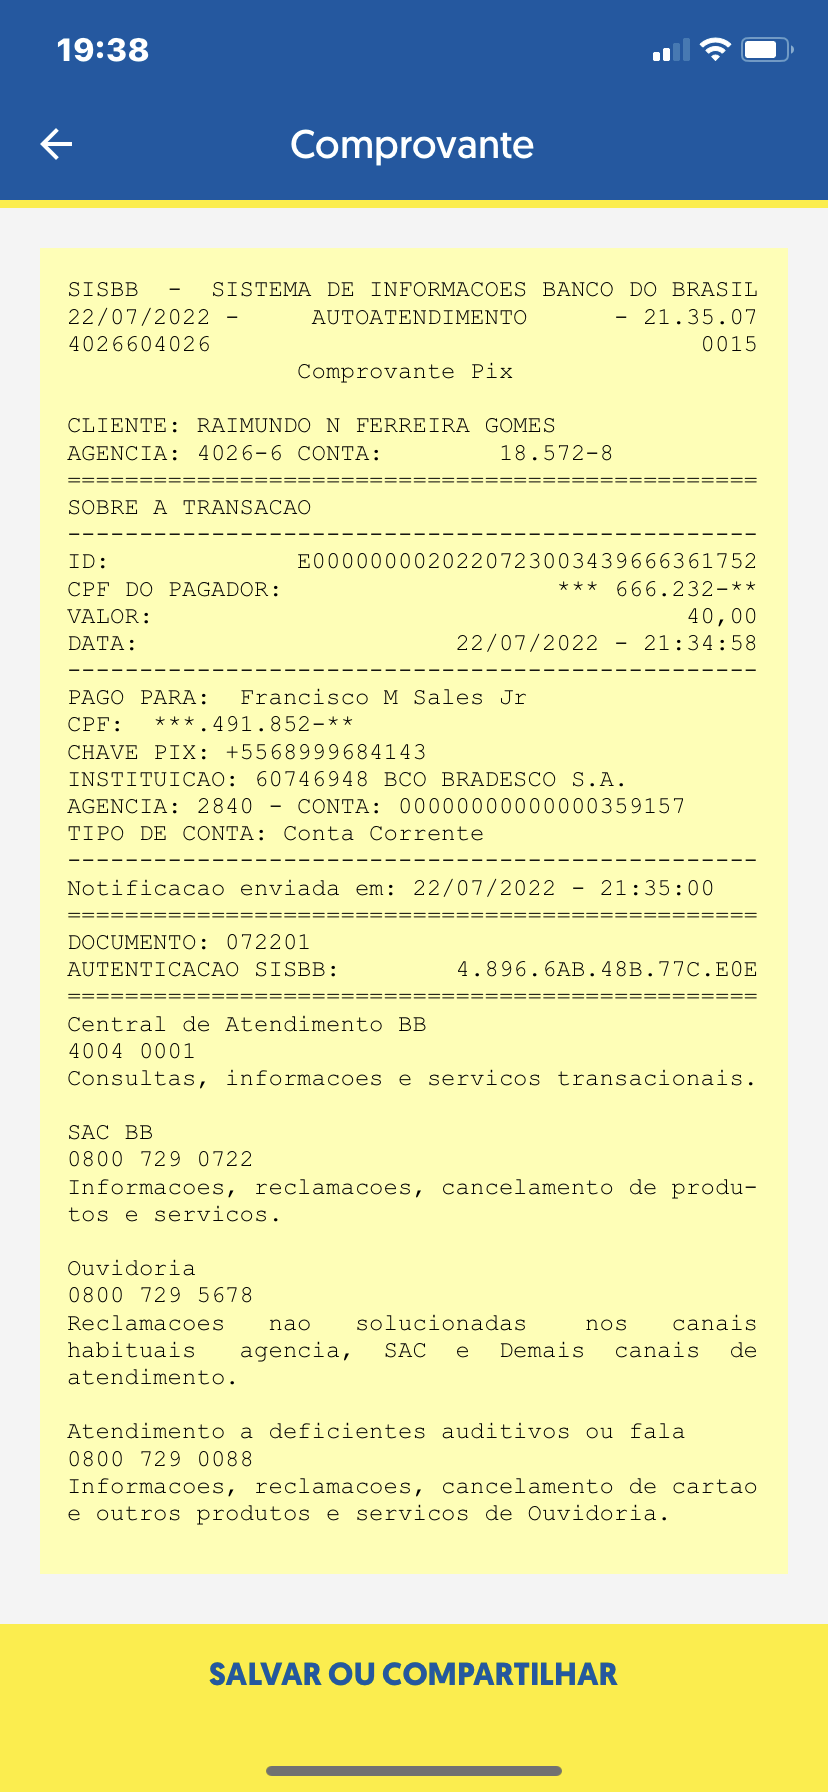 19:38
Comprovante
SISBB - SISTEMA DE INFORMACOES BANCO DO BRASIL
22/07/2022 - AUTOATENDIMENTO - 21.35.07
4026604026 0015
Comprovante Pix
CLIENTE: RAIMUNDO N FERREIRA GOMES
AGENCIA: 4026-6 CONTA: 18.572-8
================================================
SOBRE A TRANSACAO
------------------------------------------------
ID: E0000000020220723003439666361752
CPF DO PAGADOR: *** 666.232-**
VALOR: 40,00
DATA: 22/07/2022 - 21:34:58
------------------------------------------------
PAGO PARA: Francisco M Sales Jr
CPF: ***.491.852-**
CHAVE PIX: +5568999684143
INSTITUICAO: 60746948 BCO BRADESCO S.A.
AGENCIA: 2840 - CONTA: 00000000000000359157
TIPO DE CONTA: Conta Corrente
------------------------------------------------
Notificacao enviada em: 22/07/2022 - 21:35:00
================================================
DOCUMENTO: 072201
AUTENTICACAO SISBB: 4.896.6AB.48B.77C.E0E
================================================
Central de Atendimento BB
4004 0001
Consultas, informacoes e servicos transacionais.
SAC BB
0800 729 0722
Informacoes, reclamacoes, cancelamento de produ-
tos e servicos.
Ouvidoria
0800 729 5678
Reclamacoes nao solucionadas nos canais
habituais agencia, SAC e Demais canais de
atendimento.
Atendimento a deficientes auditivos ou fala
0800 729 0088
Informacoes, reclamacoes, cancelamento de cartao
e outros produtos e servicos de Ouvidoria.
SALVAR OU COMPARTILHAR